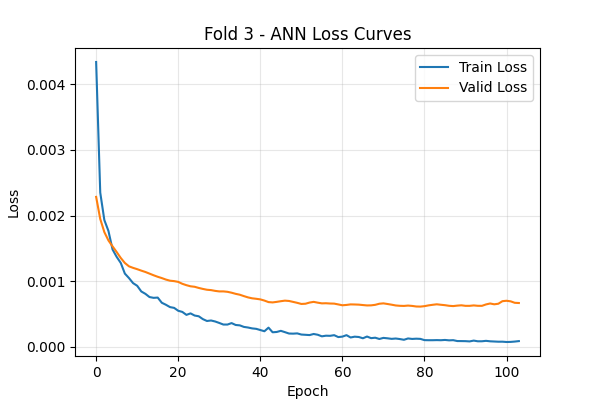 Fold 3 - ANN Loss Curves
Train Loss
Valid Loss
Loss
0.004
0.003
0.002
0.001
0.000
0 20 40 60 80 100
Epoch